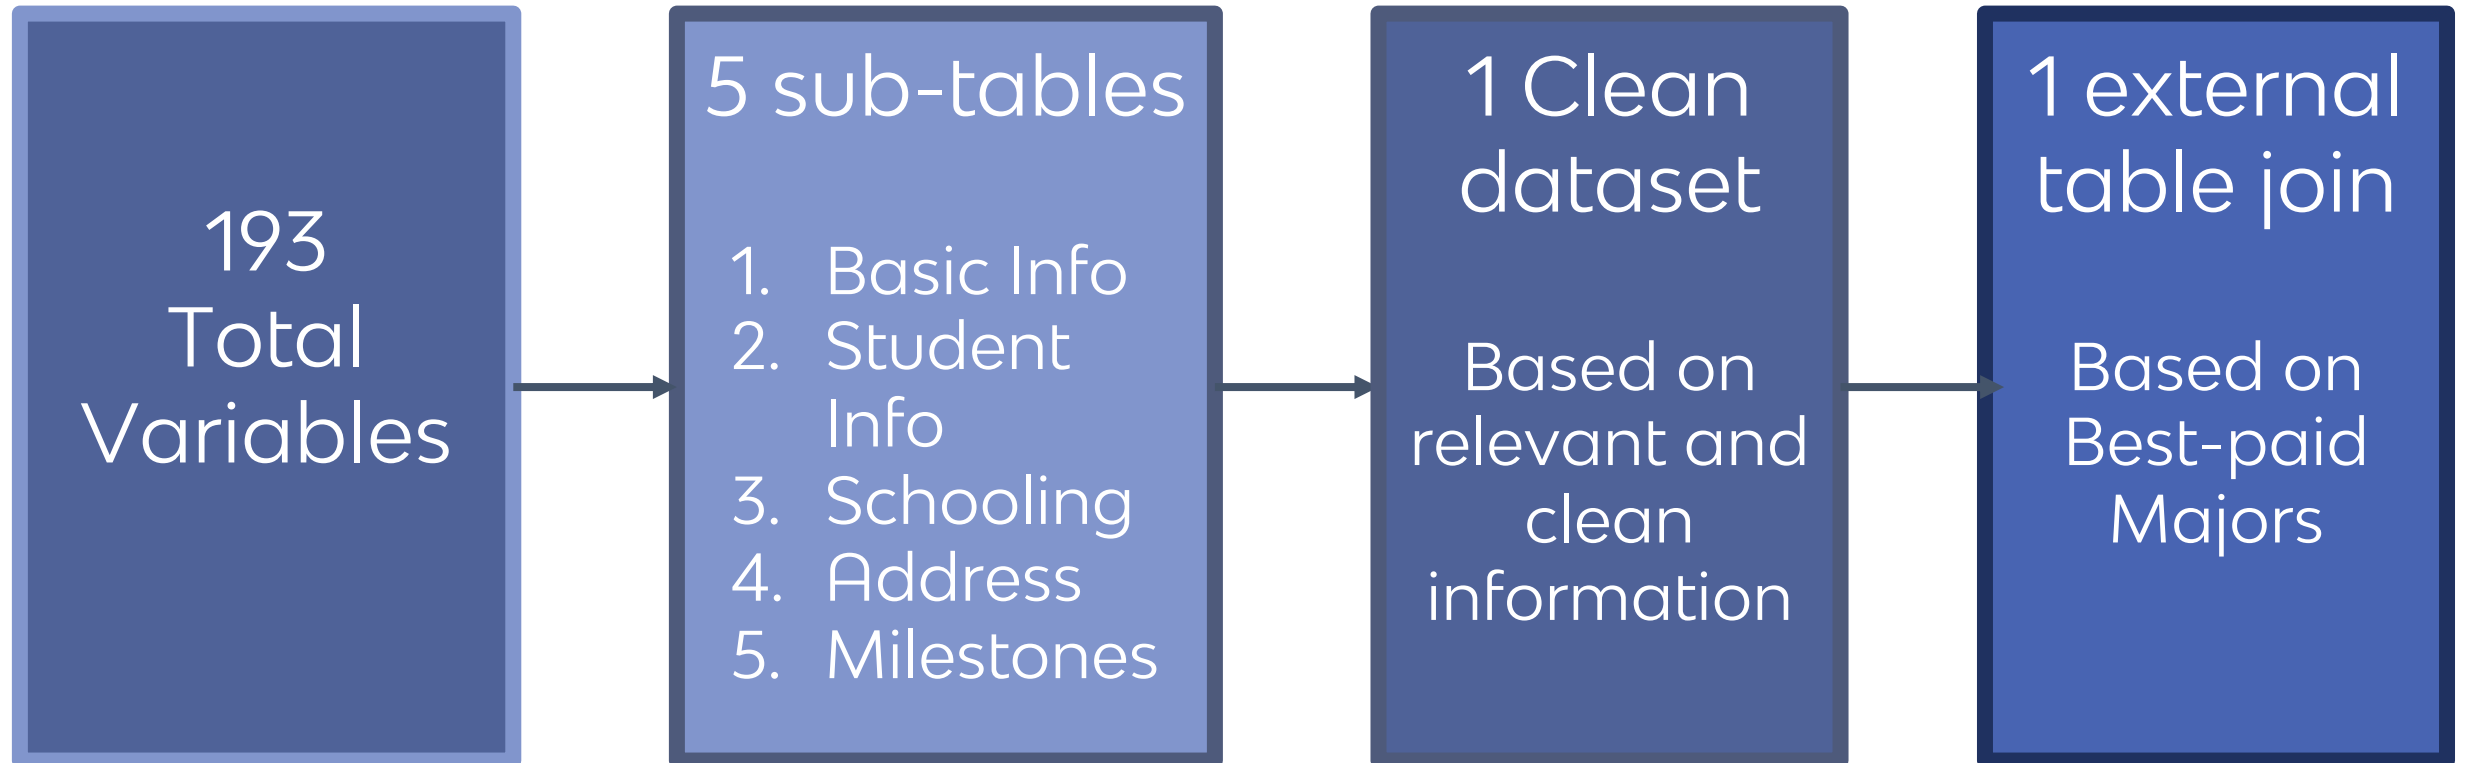 193
Total
Variables
5 sub-tables
1. Basic Info
2. Student
Info
3. Schooling
4. Address
5. Milestones
1 Clean
dataset
Based on
relevant and
clean
information
1 external
table join
Based on
Best-paid
Majors